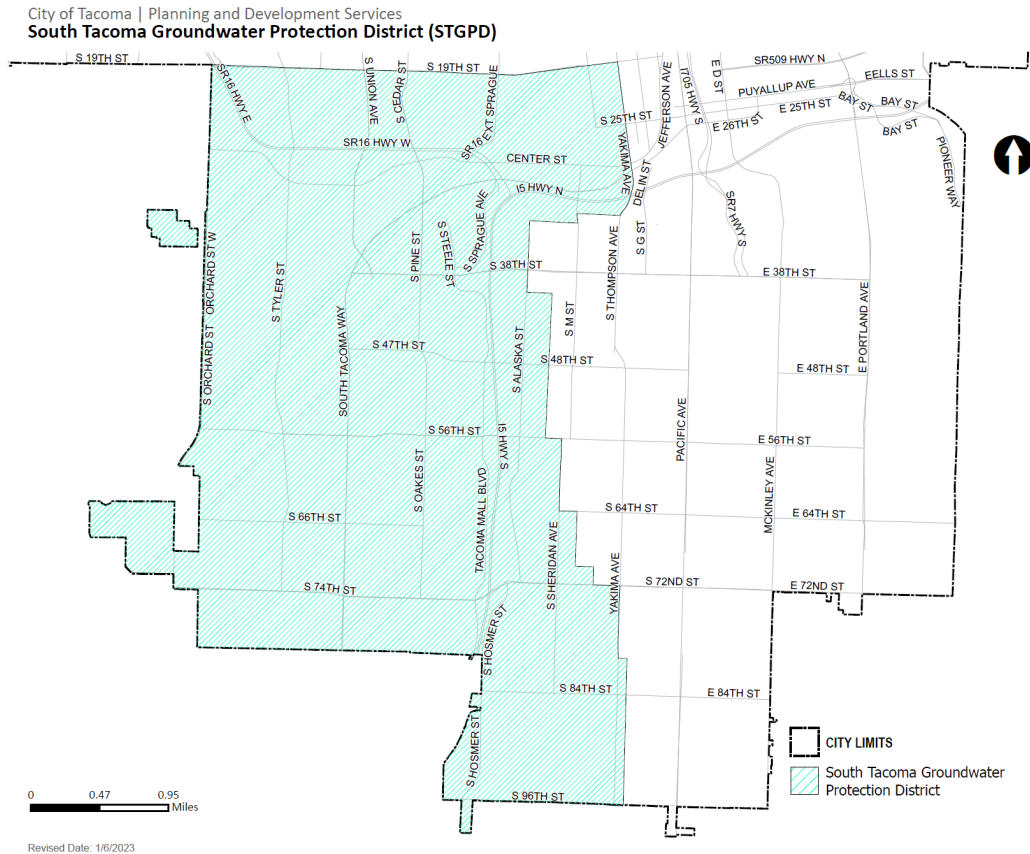 City of Tacoma | Planning and Development Services
South Tacoma Groundwater Protection District (STGPD)
S 19TH ST
SR16 HWY E
S UNION AVE
S CEDAR ST
S 19TH ST
SR16 EXT SPRAGUE
SR16 HWY W
CENTER ST
I5 HWY N
S 25TH ST
YAKIMA AVE
JEFFERSON AVE
I705 HWY S
E D ST
SR509 HWY N
PUYALLUP AVE
EELLS ST
E 25TH ST
E 26TH ST
BAY ST
BAY ST
BAY ST
PIONEER WAY
DELIN ST
S G ST
SR7 HWY S
S ORCHARD ST
ORCHARD ST W
S TYLER ST
SOUTH TACOMA WAY
S PINE ST
S STEELE ST
S SPRAGUE AVE
S 38TH ST
S THOMPSON AVE
E 38TH ST
S M ST
E PORTLAND AVE
S 47TH ST
S ALASKA ST
S 48TH ST
E 48TH ST
PACIFIC AVE
S 56TH ST
I5 HWY S
E 56TH ST
S OAKES ST
TACOMA MALL BLVD
MCKINLEY AVE
S 66TH ST
S 64TH ST
E 64TH ST
S SHERIDAN AVE
YAKIMA AVE
S 74TH ST
S 72ND ST
E 72ND ST
S HOSMER ST
S 84TH ST
E 84TH ST
S HOSMER ST
S 96TH ST
CITY LIMITS
South Tacoma Groundwater
Protection District
0 0.47 0.95
Miles
Revised Date: 1/6/2023